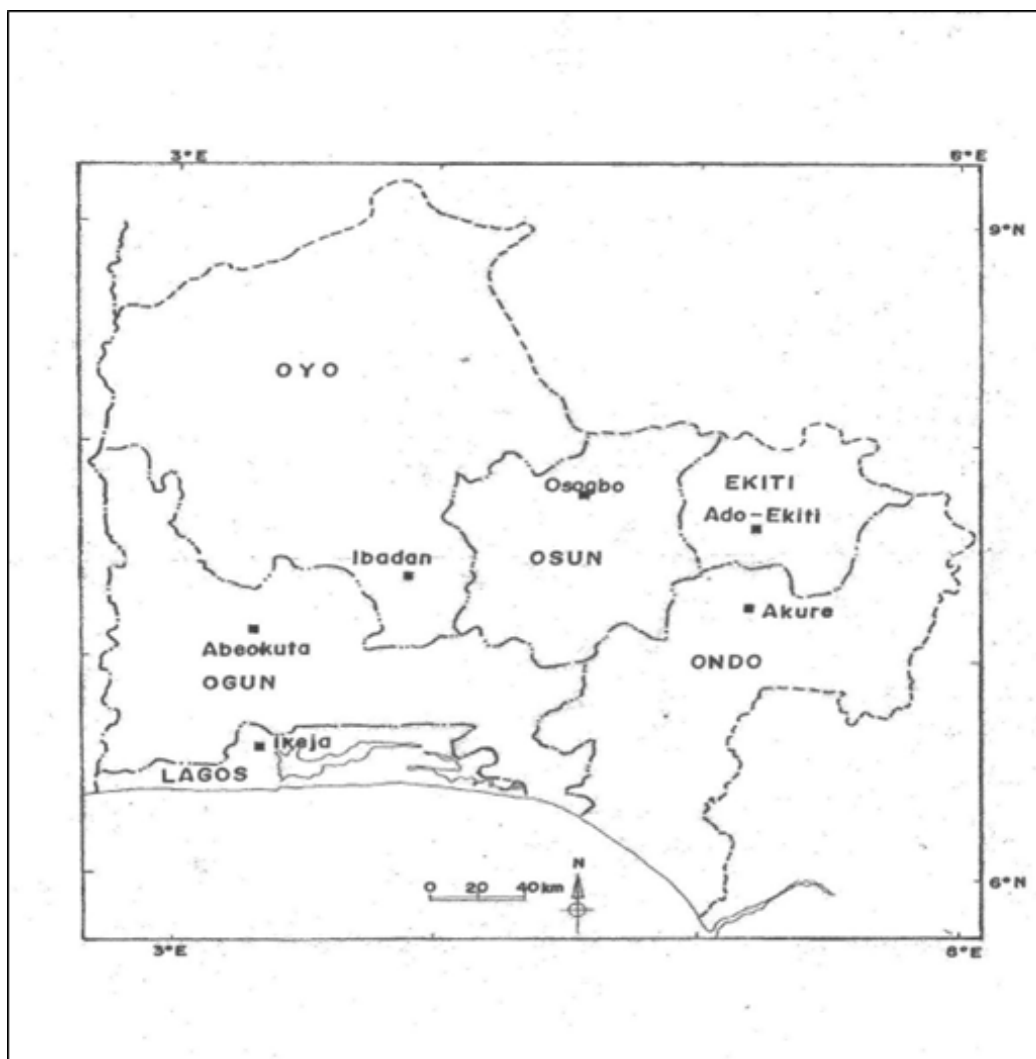 3°E 6°E
9°N
OYO
Osogbo
EKITI
Ado-Ekiti
Ibadan
OSUN
Akure
Abeokuta
ONDO
OGUN
Ikeja
LAGOS
N
0 20 40km
6°N
3°E 6°E